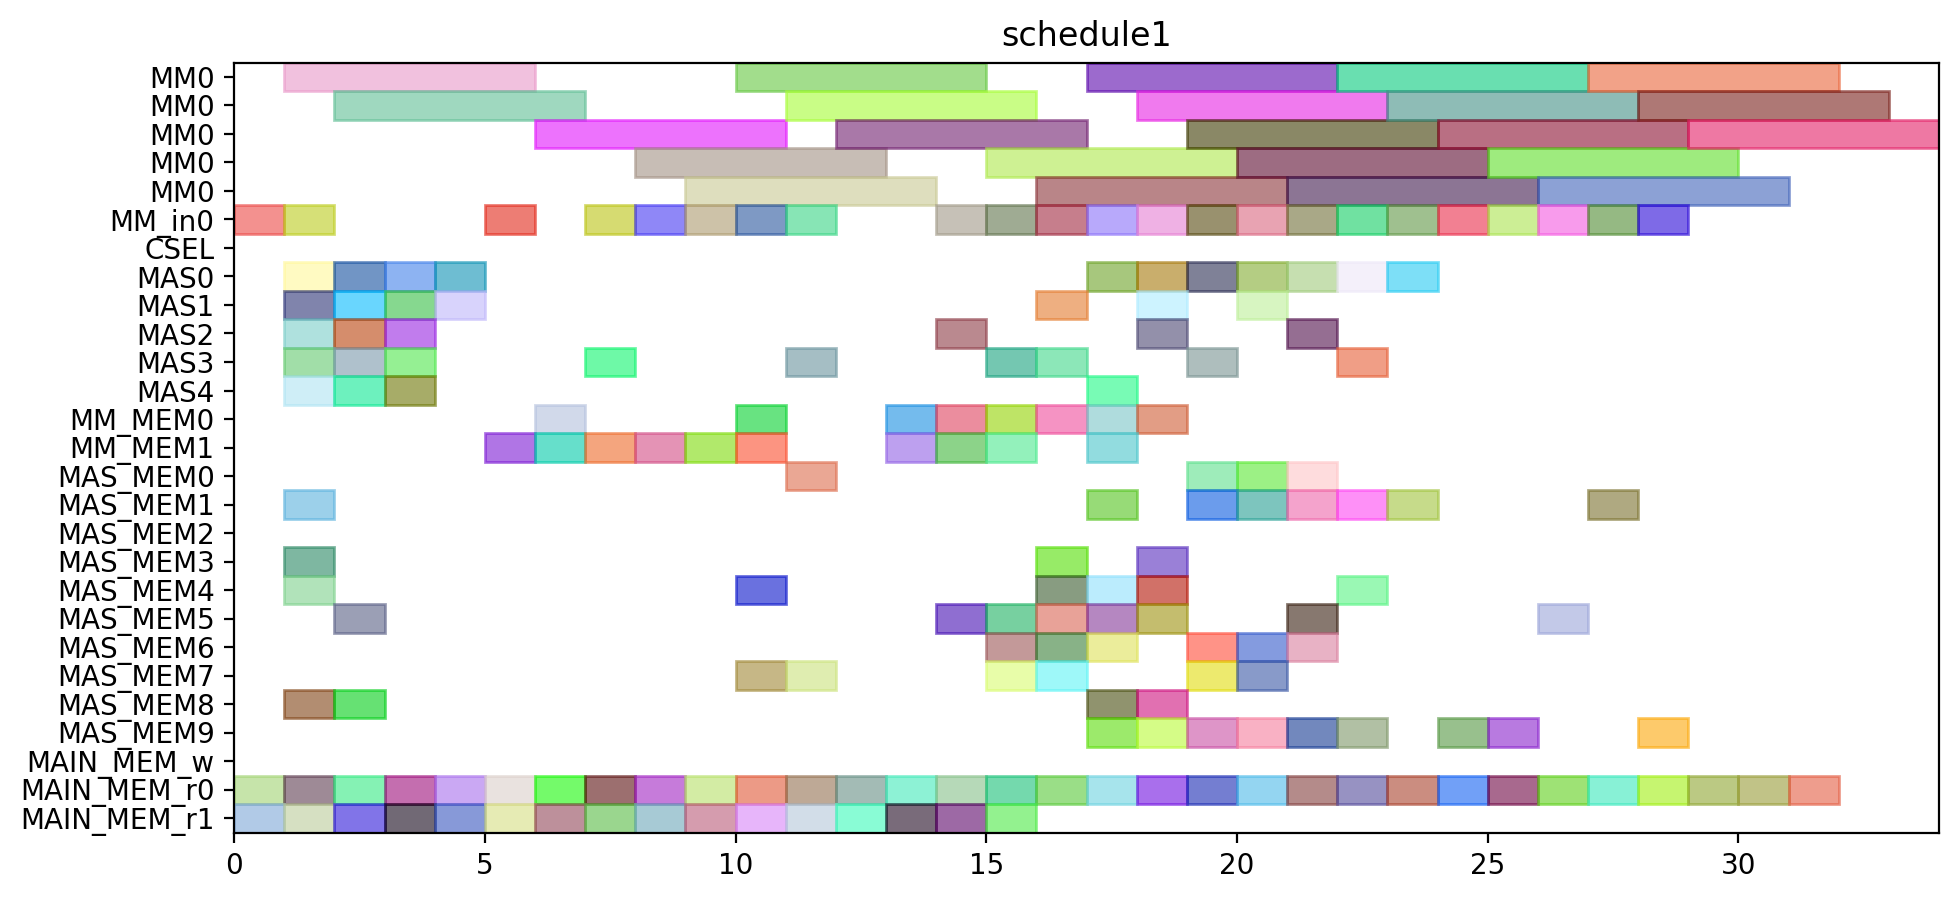 schedule1
MM0
MM0
MM0
MM0
MM0
MM_in0
CSEL
MAS0
MAS1
MAS2
MAS3
MAS4
MM_MEM0
MM_MEM1
MAS_MEM0
MAS_MEM1
MAS_MEM2
MAS_MEM3
MAS_MEM4
MAS_MEM5
MAS_MEM6
MAS_MEM7
MAS_MEM8
MAS_MEM9
MAIN_MEM_w
MAIN_MEM_r0
MAIN_MEM_r1
0 5 10 15 20 25 30